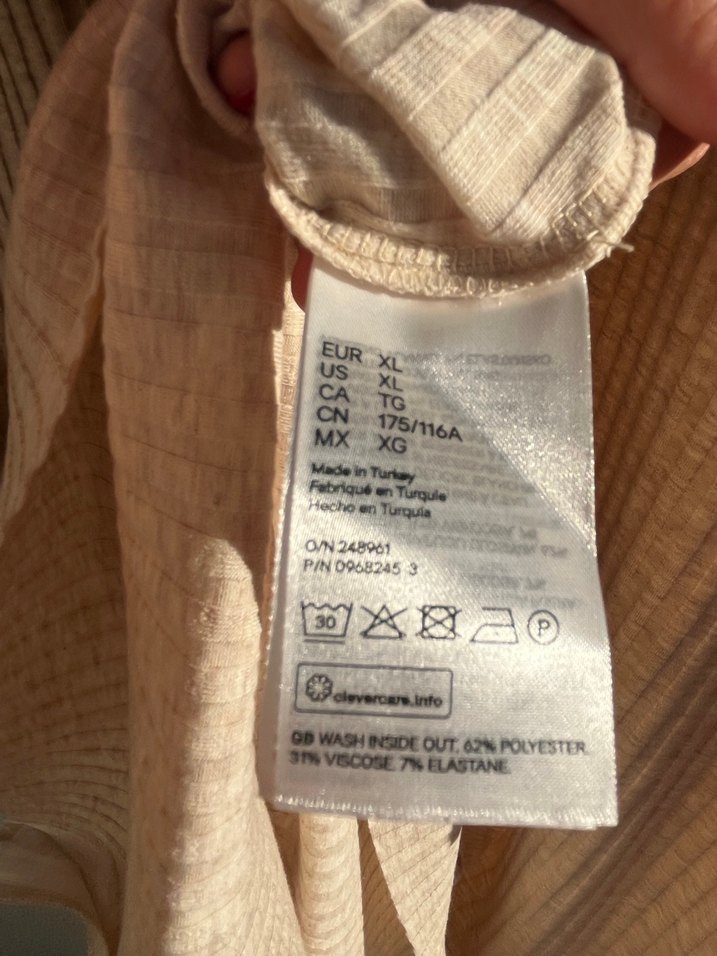 EUR XL
US XL
CA TG
CN 175/116A
MX XG
Made in Turkey
Fabriqué en Turquie
Hecho en Turquía
O/N 248961
P/N 0968245 3
30
P
clevercare.info
GB WASH INSIDE OUT. 62% POLYESTER.
31% VISCOSE. 7% ELASTANE.